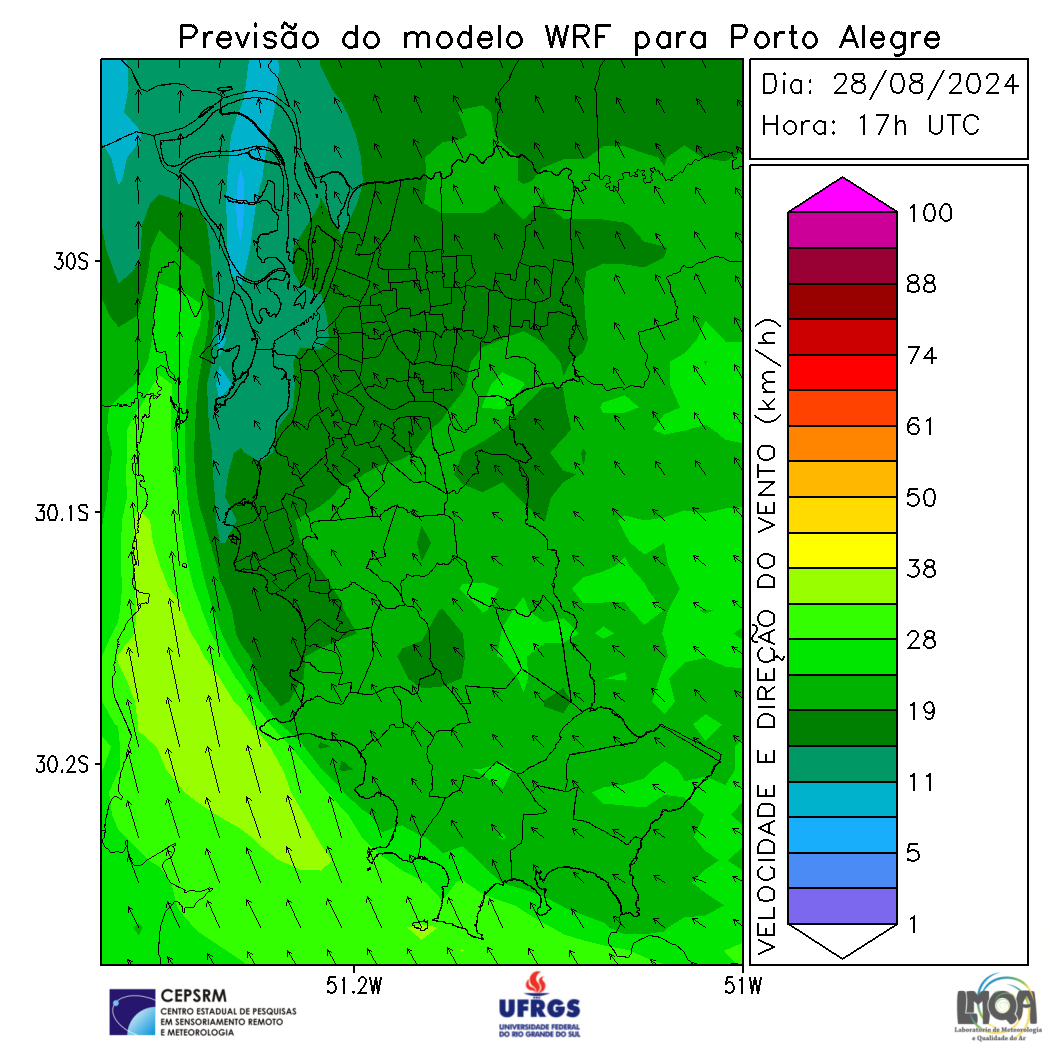 Previsão do modelo WRF para Porto Alegre
Dia: 28/08/2024
Hora: 17h UTC
30S
30.1S
30.2S
51.2W
51W
VELOCIDADE E DIREÇÃO DO VENTO (km/h)
100
88
74
61
50
38
28
19
11
5
1
CEPSRM
CENTRO ESTADUAL DE PESQUISAS
EM SENSORIAMENTO REMOTO
E METEOROLOGIA
UFRGS
UNIVERSIDADE FEDERAL
DO RIO GRANDE DO SUL
LMQA
Laboratório de Meteorologia
e Qualidade do Ar